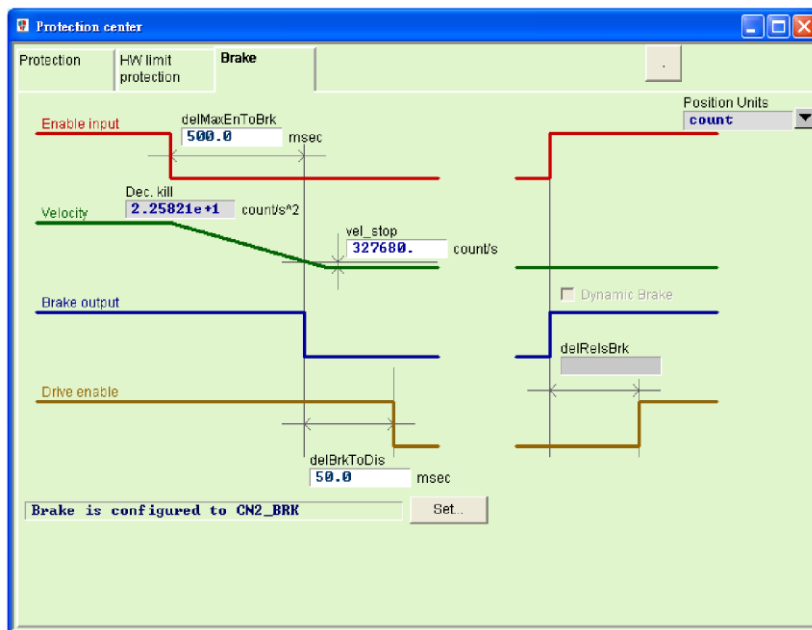 Protection center
Protection
HW limit
protection
Brake
.
Position Units
count
Enable input
delMaxEnToBrk
500.0 msec
Dec. kill
2.25821e+1 count/s^2
Velocity
vel_stop
327680. count/s
Brake output
Dynamic Brake
delRelsBrk
Drive enable
delBrkToDis
50.0 msec
Brake is configured to CN2_BRK
Set...